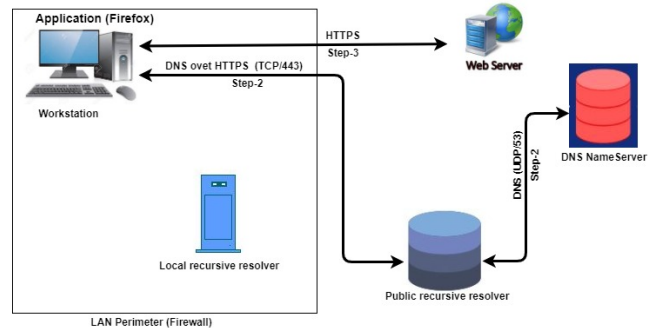 Application (Firefox)
HTTPS
Step-3
Web Server
DNS ovet HTTPS (TCP/443)
Step-2
Workstation
DNS (UDP/53)
Step-2
DNS NameServer
Local recursive resolver
Public recursive resolver
LAN Perimeter (Firewall)